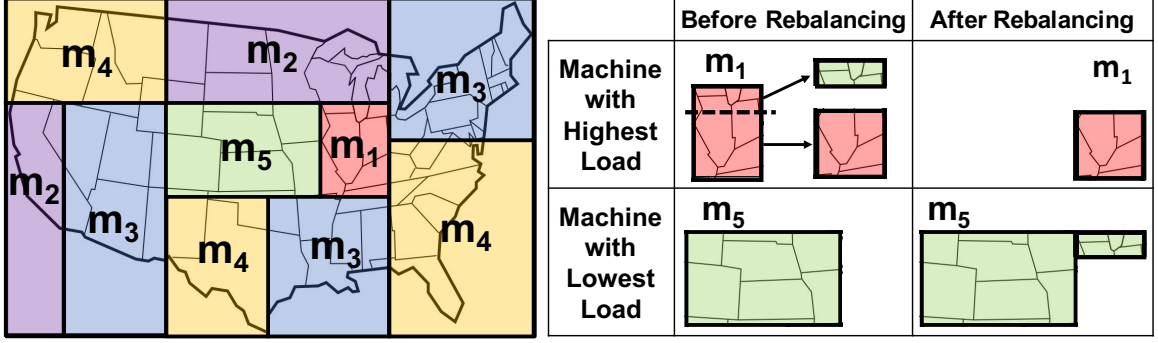 m4
m2
m3
m5
m1
m2
m3
m4
m3
m4
Before Rebalancing
After Rebalancing
Machine
with
Highest
Load
m1
m1
Machine
with
Lowest
Load
m5
m5